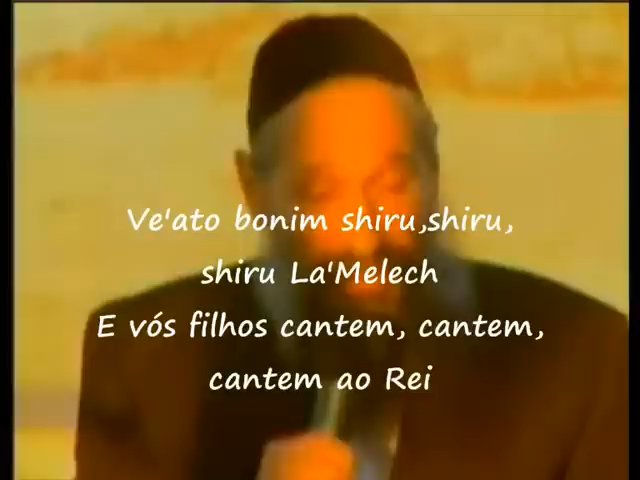 Ve'ato bonim shiru,shiru,
shiru La'Melech
E vós filhos cantem, cantem,
cantem ao Rei